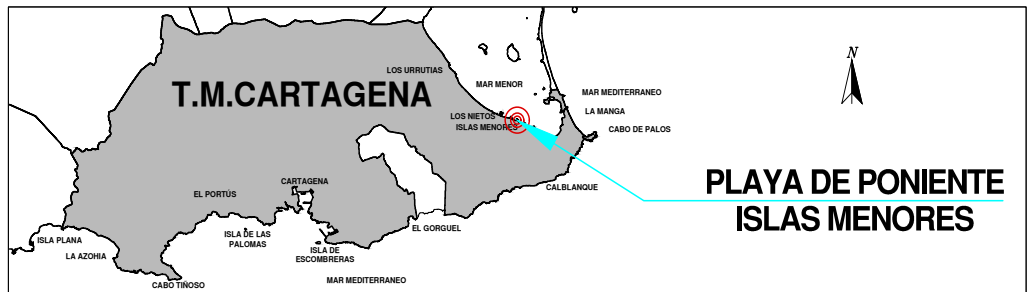 LOS URRUTIAS
T.M.CARTAGENA
MAR MENOR
MAR MEDITERRANEO
LA MANGA
LOS NIETOS
ISLAS MENORES
CABO DE PALOS
N
CARTAGENA
CALBLANQUE
EL PORTÚS
PLAYA DE PONIENTE
ISLAS MENORES
EL GORGUEL
ISLA DE LAS
PALOMAS
ISLA PLANA
LA AZOHIA
ISLA DE
ESCOMBRERAS
CABO TIÑOSO
MAR MEDITERRANEO